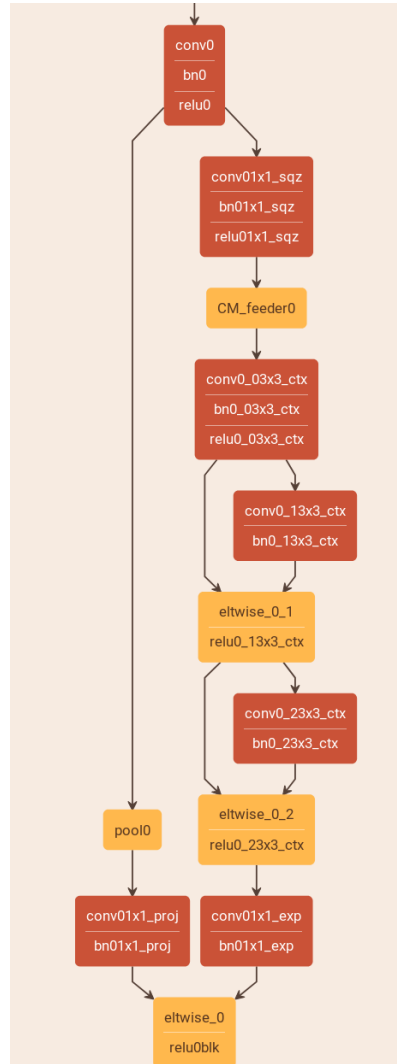 conv0
bn0
relu0
conv01x1_sqz
bn01x1_sqz
relu01x1_sqz
CM_feeder0
conv0_03x3_ctx
bn0_03x3_ctx
relu0_03x3_ctx
conv0_13x3_ctx
bn0_13x3_ctx
eltwise_0_1
relu0_13x3_ctx
conv0_23x3_ctx
bn0_23x3_ctx
pool0
eltwise_0_2
relu0_23x3_ctx
conv01x1_proj
bn01x1_proj
conv01x1_exp
bn01x1_exp
eltwise_0
relu0blk